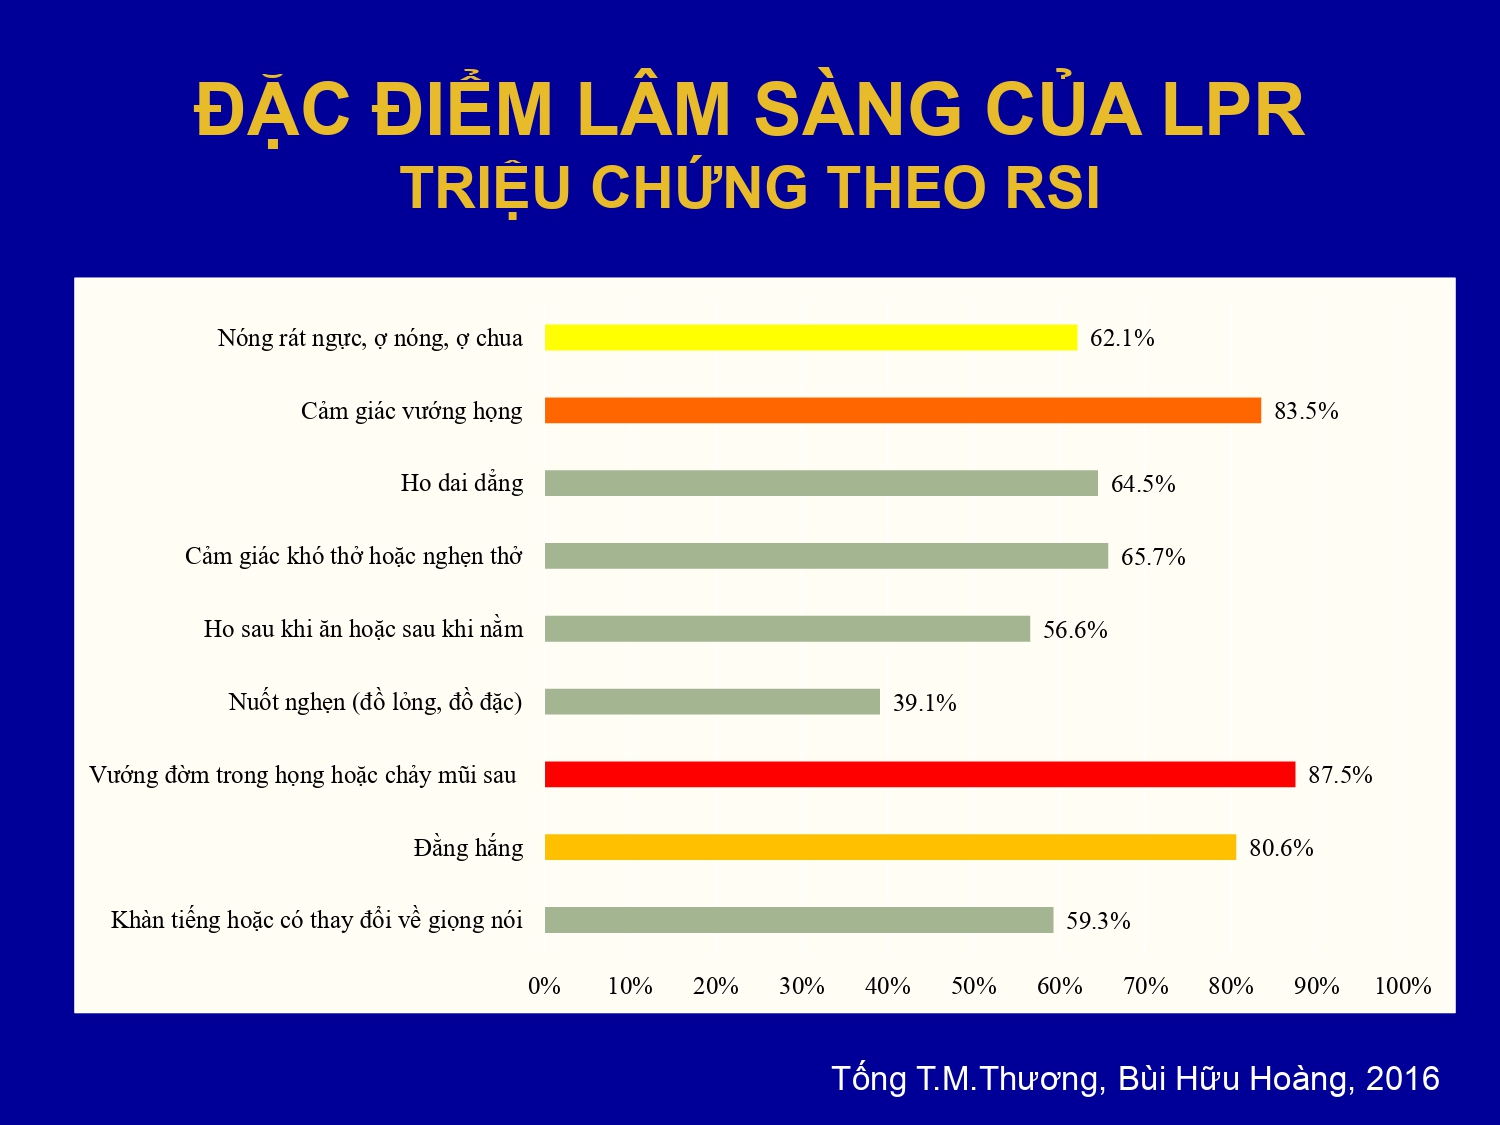 ĐẶC ĐIỂM LÂM SÀNG CỦA LPR
TRIỆU CHỨNG THEO RSI
Nóng rát ngực, ợ nóng, ợ chua 62.1%
Cảm giác vướng họng 83.5%
Ho dai dẳng 64.5%
Cảm giác khó thở hoặc nghẹn thở 65.7%
Ho sau khi ăn hoặc sau khi nằm 56.6%
Nuốt nghẹn (đồ lỏng, đồ đặc) 39.1%
Vướng đờm trong họng hoặc chảy mũi sau 87.5%
Đằng hắng 80.6%
Khàn tiếng hoặc có thay đổi về giọng nói 59.3%
0% 10% 20% 30% 40% 50% 60% 70% 80% 90% 100%
Tống T.M.Thương, Bùi Hữu Hoàng, 2016